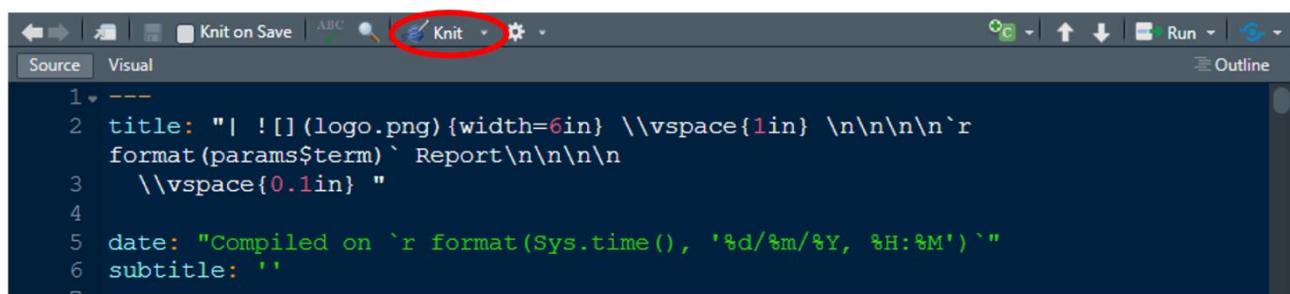 Knit on Save ABC Knit C Run
Source Visual Outline
1 ---
2 title: "| ![](logo.png){width=6in} \\vspace{1in} \n\n\n\n`r
format(params$term)` Report\n\n\n\n
3 \\vspace{0.1in} "
4
5 date: "Compiled on `r format(Sys.time(), '%d/%m/%Y, %H:%M')`"
6 subtitle: ''